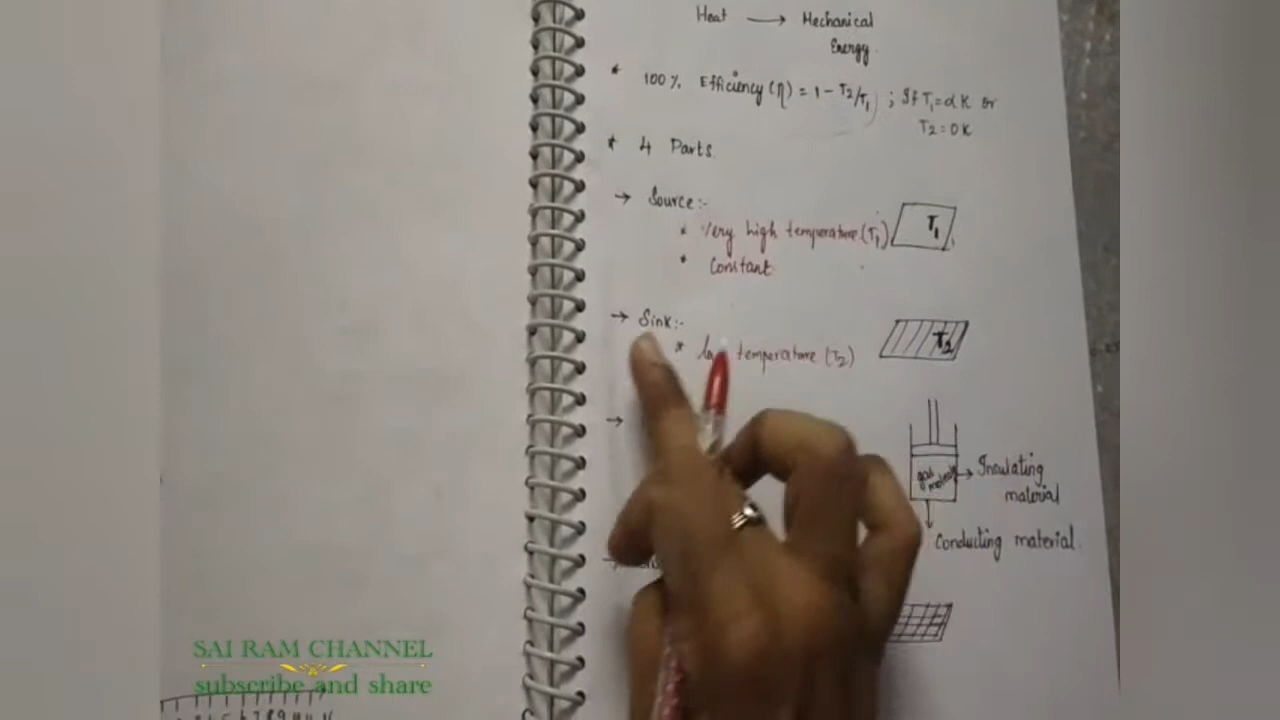 Heat → Mechanical
Energy.
* 100% Efficiency (η) = 1 - T2/T1 ; If T1 = α K or
T2 = 0K
* 4 Parts.
→ Source:-
* Very high temperature (T1)
T1
* Constant
→ Sink:-
* temperature (T2)
T2
→
gas
Insulating
material
Conducting material.
SAI RAM CHANNEL
subscribe and share